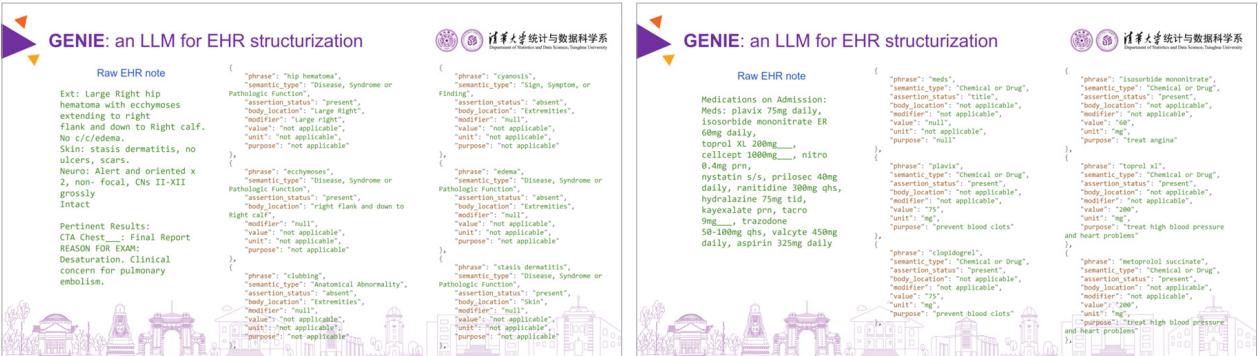 GENIE: an LLM for EHR structurization
清华大学统计与数据科学系
Department of Statistics and Data Science, Tsinghua University
Raw EHR note
Ext: Large Right hip
hematoma with ecchymoses
extending to right
flank and down to Right calf.
No c/c/edema.
Skin: stasis dermatitis, no
ulcers, scars.
Neuro: Alert and oriented x
2, non- focal, CNs II-XII
grossly
Intact
Pertinent Results:
CTA Chest___: Final Report
REASON FOR EXAM:
Desaturation. Clinical
concern for pulmonary
embolism.
{
"phrase": "hip hematoma",
"semantic_type": "Disease, Syndrome or
Pathologic Function",
"assertion_status": "present",
"body_location": "Large Right",
"modifier": "Large right",
"value": "not applicable",
"unit": "not applicable",
"purpose": "not applicable"
},
{
"phrase": "ecchymoses",
"semantic_type": "Disease, Syndrome or
Pathologic Function",
"assertion_status": "present",
"body_location": "right flank and down to
Right calf",
"modifier": "null",
"value": "not applicable",
"unit": "not applicable",
"purpose": "not applicable"
},
{
"phrase": "clubbing",
"semantic_type": "Anatomical Abnormality",
"assertion_status": "absent",
"body_location": "Extremities",
"modifier": "null",
"value": "not applicable",
"unit": "not applicable",
"purpose": "not applicable"
},
{
"phrase": "cyanosis",
"semantic_type": "Sign, Symptom, or
Finding",
"assertion_status": "absent",
"body_location": "Extremities",
"modifier": "null",
"value": "not applicable",
"unit": "not applicable",
"purpose": "not applicable"
},
{
"phrase": "edema",
"semantic_type": "Disease, Syndrome or
Pathologic Function",
"assertion_status": "absent",
"body_location": "Extremities",
"modifier": "null",
"value": "not applicable",
"unit": "not applicable",
"purpose": "not applicable"
},
{
"phrase": "stasis dermatitis",
"semantic_type": "Disease, Syndrome or
Pathologic Function",
"assertion_status": "present",
"body_location": "Skin",
"modifier": "null",
"value": "not applicable",
"unit": "not applicable",
"purpose": "not applicable"
},
GENIE: an LLM for EHR structurization
清华大学统计与数据科学系
Department of Statistics and Data Science, Tsinghua University
Raw EHR note
Medications on Admission:
Meds: plavix 75mg daily,
isosorbide mononitrate ER
60mg daily,
toprol XL 200mg___,
cellcept 1000mg___, nitro
0.4mg prn,
nystatin s/s, prilosec 40mg
daily, ranitidine 300mg qhs,
hydralazine 75mg tid,
kayexalate prn, tacro
9mg___, trazodone
50-100mg qhs, valcyte 450mg
daily, aspirin 325mg daily
{
"phrase": "meds",
"semantic_type": "Chemical or Drug",
"assertion_status": "title",
"body_location": "not applicable",
"modifier": "not applicable",
"value": "null",
"unit": "not applicable",
"purpose": "null"
},
{
"phrase": "plavix",
"semantic_type": "Chemical or Drug",
"assertion_status": "present",
"body_location": "not applicable",
"modifier": "not applicable",
"value": "75",
"unit": "mg",
"purpose": "prevent blood clots"
},
{
"phrase": "clopidogrel",
"semantic_type": "Chemical or Drug",
"assertion_status": "present",
"body_location": "not applicable",
"modifier": "not applicable",
"value": "75",
"unit": "mg",
"purpose": "prevent blood clots"
},
{
"phrase": "isosorbide mononitrate",
"semantic_type": "Chemical or Drug",
"assertion_status": "present",
"body_location": "not applicable",
"modifier": "not applicable",
"value": "60",
"unit": "mg",
"purpose": "treat angina"
},
{
"phrase": "toprol xl",
"semantic_type": "Chemical or Drug",
"assertion_status": "present",
"body_location": "not applicable",
"modifier": "not applicable",
"value": "200",
"unit": "mg",
"purpose": "treat high blood pressure
and heart problems"
},
{
"phrase": "metoprolol succinate",
"semantic_type": "Chemical or Drug",
"assertion_status": "present",
"body_location": "not applicable",
"modifier": "not applicable",
"value": "200",
"unit": "mg",
"purpose": "treat high blood pressure
and heart problems"
},